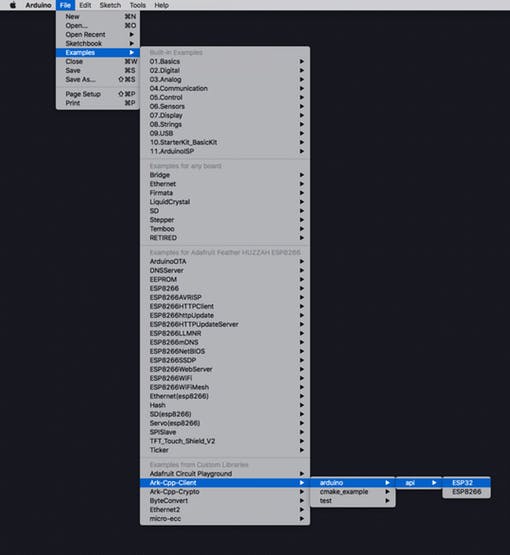 Arduino File Edit Sketch Tools Help
New ⌘N
Open... ⌘O
Open Recent
Sketchbook
Examples
Close ⌘W
Save ⌘S
Save As... ⇧⌘S
Page Setup ⇧⌘P
Print ⌘P
Built-in Examples
01.Basics
02.Digital
03.Analog
04.Communication
05.Control
06.Sensors
07.Display
08.Strings
09.USB
10.StarterKit_BasicKit
11.ArduinoISP
Examples for any board
Bridge
Ethernet
Firmata
LiquidCrystal
SD
Stepper
Temboo
RETIRED
Examples for Adafruit Feather HUZZAH ESP8266
ArduinoOTA
DNSServer
EEPROM
ESP8266
ESP8266AVRISP
ESP8266HTTPClient
ESP8266httpUpdate
ESP8266HTTPUpdateServer
ESP8266LLMNR
ESP8266mDNS
ESP8266NetBIOS
ESP8266SSDP
ESP8266WebServer
ESP8266WiFi
ESP8266WiFiMesh
Ethernet(esp8266)
Hash
SD(esp8266)
Servo(esp8266)
SPISlave
TFT_Touch_Shield_V2
Ticker
Examples from Custom Libraries
Adafruit Circuit Playground
Ark-Cpp-Client arduino api ESP32
Ark-Cpp-Crypto cmake_example ESP8266
ByteConvert test
Ethernet2
micro-ecc